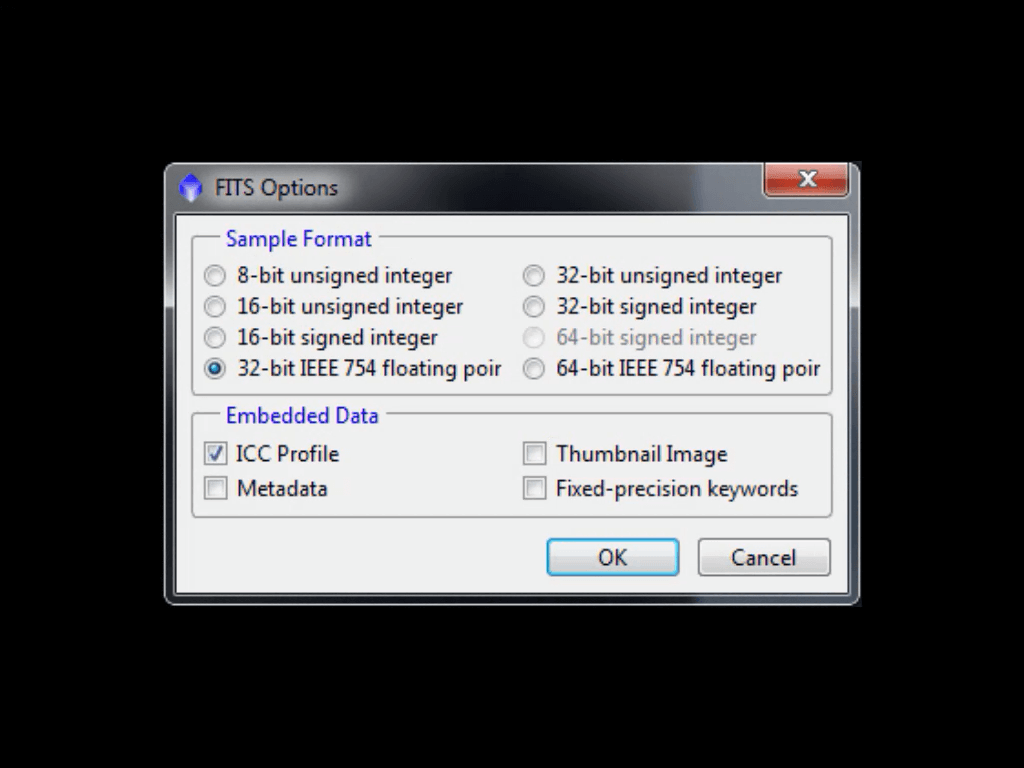 FITS Options
Sample Format
8-bit unsigned integer
32-bit unsigned integer
16-bit unsigned integer
32-bit signed integer
16-bit signed integer
64-bit signed integer
32-bit IEEE 754 floating poir
64-bit IEEE 754 floating poir
Embedded Data
ICC Profile
Thumbnail Image
Metadata
Fixed-precision keywords
OK
Cancel